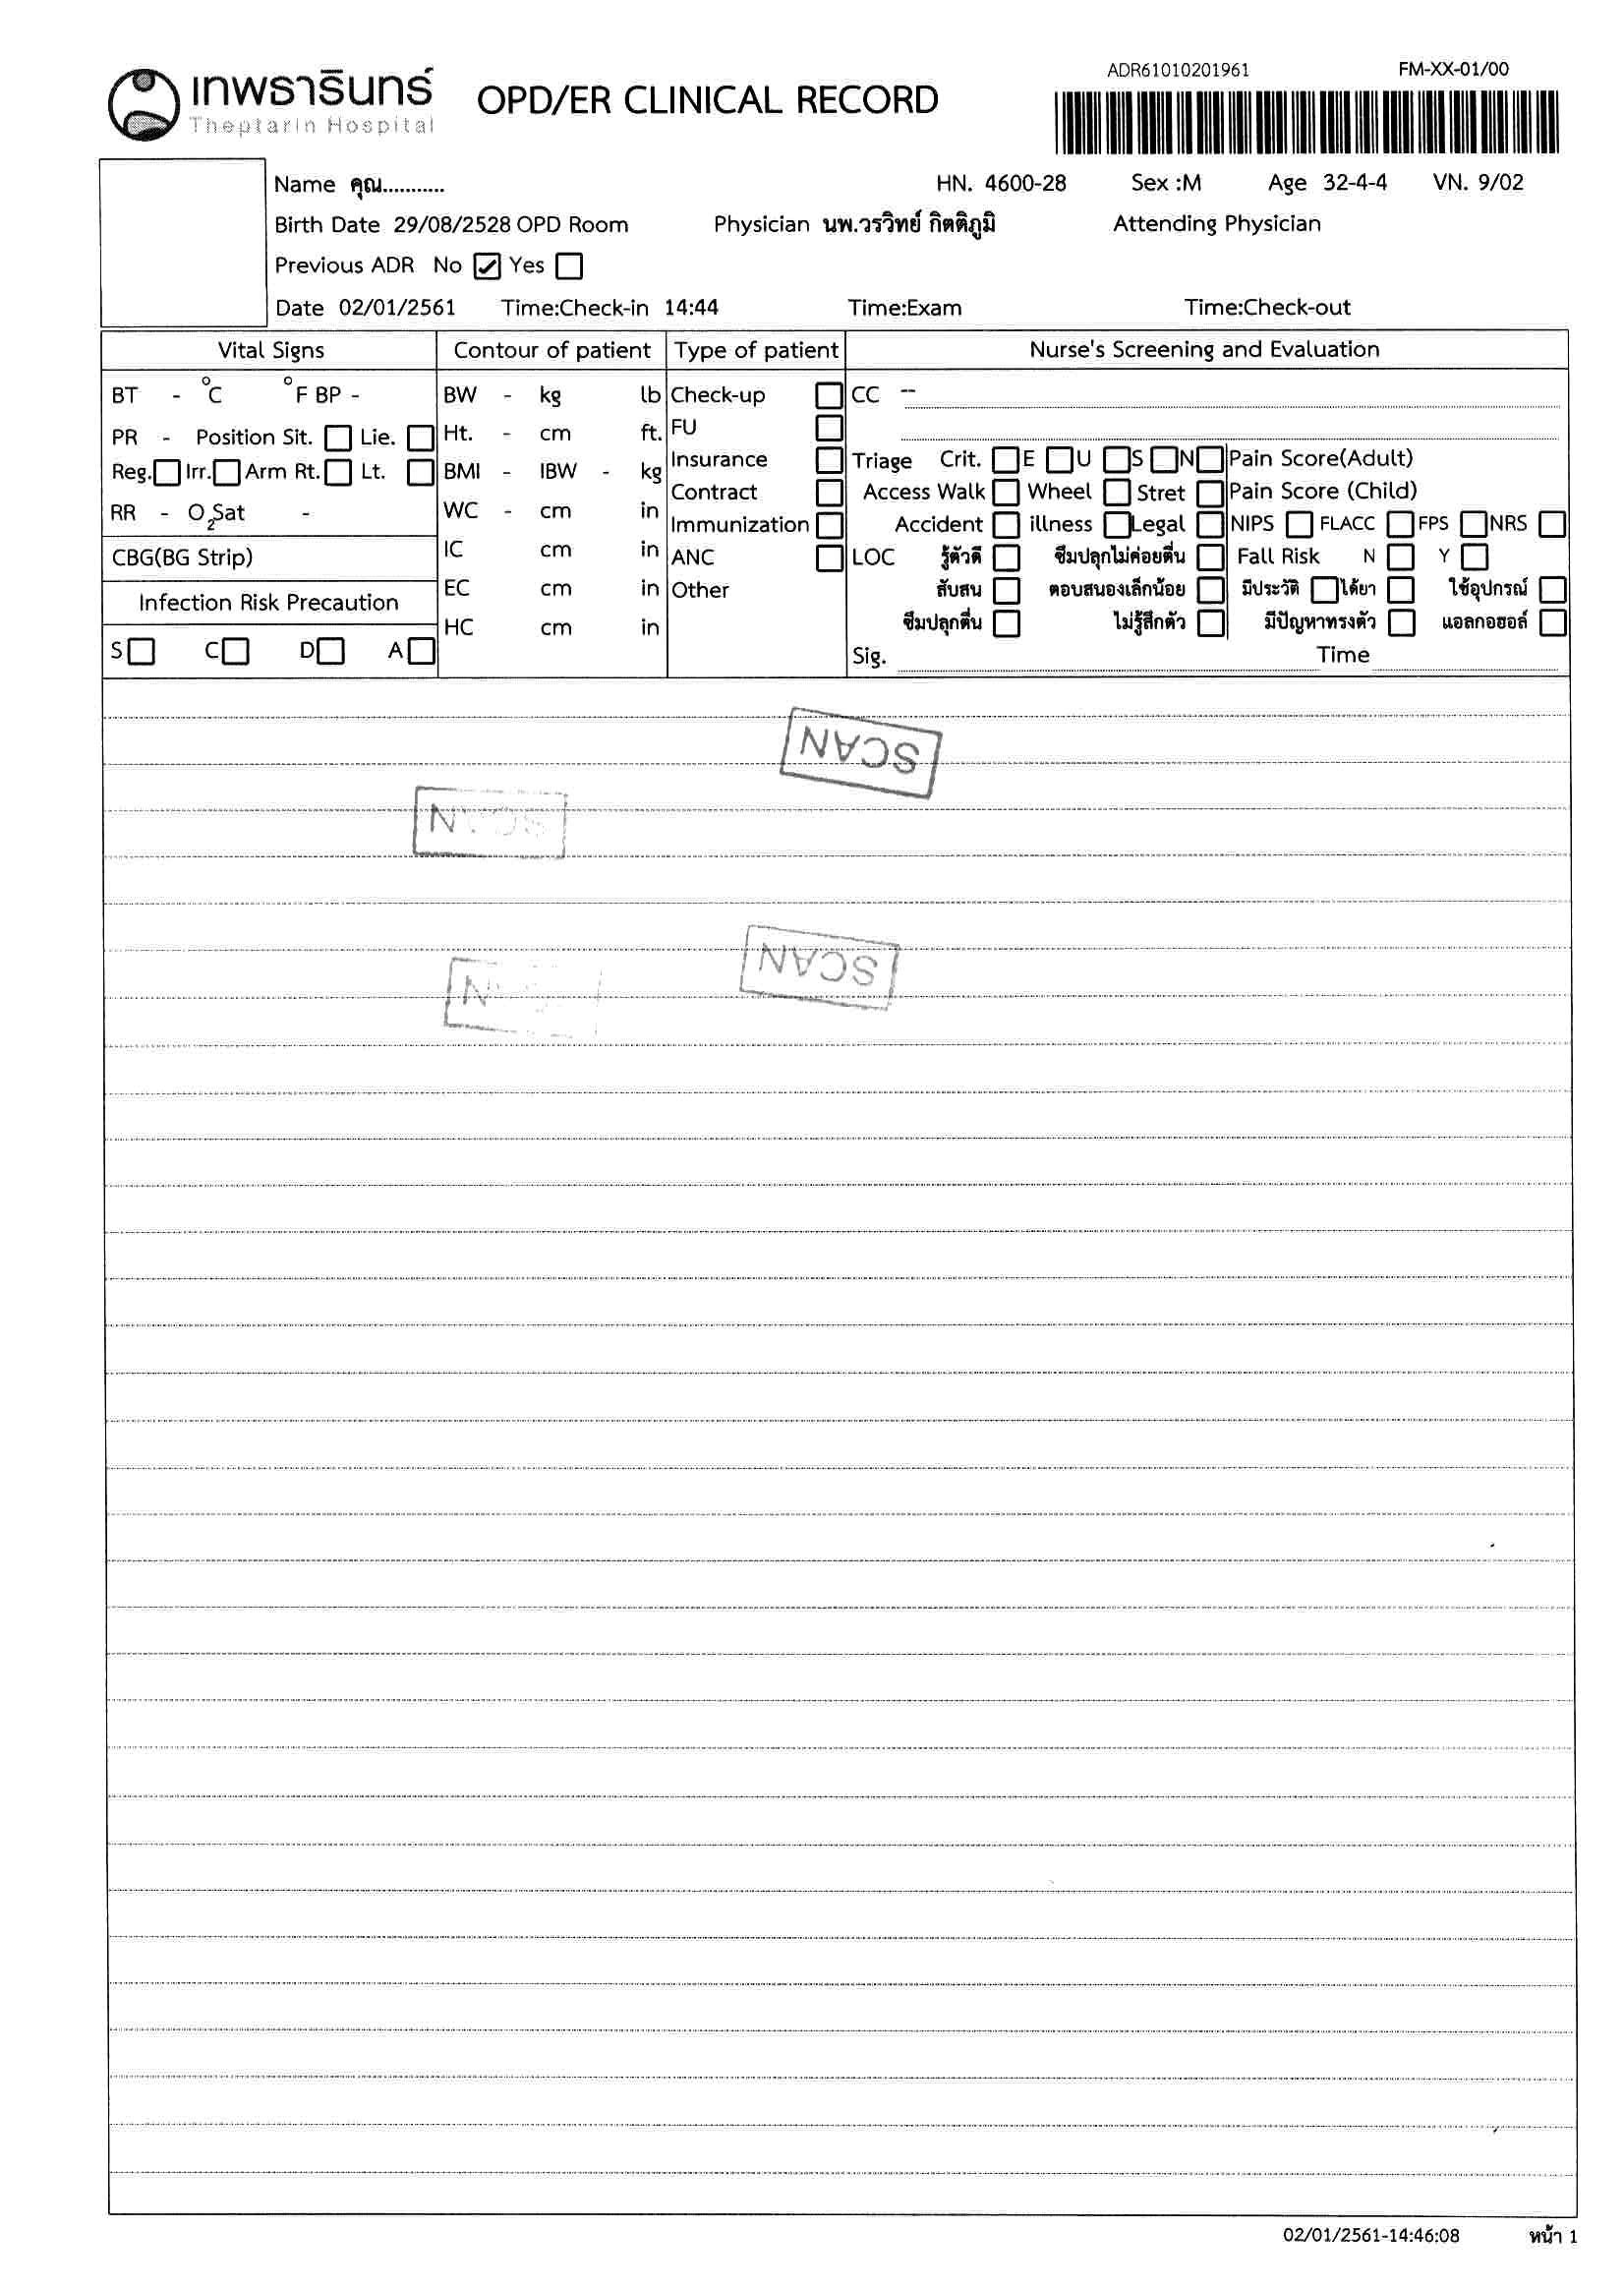 เทพธารินทร์
Theptarin Hospital
OPD/ER CLINICAL RECORD
ADR61010201961 FM-XX-01/00
Name คุณ........... HN. 4600-28 Sex :M Age 32-4-4 VN. 9/02
Birth Date 29/08/2528 OPD Room Physician นพ.วรวิทย์ กิตติภูมิ Attending Physician
Previous ADR No ☑ Yes ☐
Date 02/01/2561 Time:Check-in 14:44 Time:Exam Time:Check-out
Vital Signs
BT - °C °F BP -
PR - Position Sit. ☐ Lie. ☐
Reg. ☐ Irr. ☐ Arm Rt. ☐ Lt. ☐
RR - O2Sat -
CBG(BG Strip)
Infection Risk Precaution
S ☐ C ☐ D ☐ A ☐
Contour of patient
BW - kg lb
Ht. - cm ft.
BMI - IBW - kg
WC - cm in
IC cm in
EC cm in
HC cm in
Type of patient
Check-up ☐
FU ☐
Insurance ☐
Contract ☐
Immunization ☐
ANC ☐
Other
Nurse's Screening and Evaluation
CC --
Triage Crit. ☐ E ☐ U ☐ S ☐ N ☐ Pain Score(Adult)
Access Walk ☐ Wheel ☐ Stret ☐ Pain Score (Child)
Accident ☐ illness ☐ Legal ☐ NIPS ☐ FLACC ☐ FPS ☐ NRS ☐
LOC รู้ตัวดี ☐ ซึมปลุกไม่ค่อยตื่น ☐ Fall Risk N ☐ Y ☐
สับสน ☐ ตอบสนองเล็กน้อย ☐ มีประวัติ ☐ ได้ยา ☐ ใช้อุปกรณ์ ☐
ซึมปลุกตื่น ☐ ไม่รู้สึกตัว ☐ มีปัญหาทรงตัว ☐ แอลกอฮอล์ ☐
Sig. Time
SCAN
SCAN
SCAN
02/01/2561-14:46:08 หน้า 1